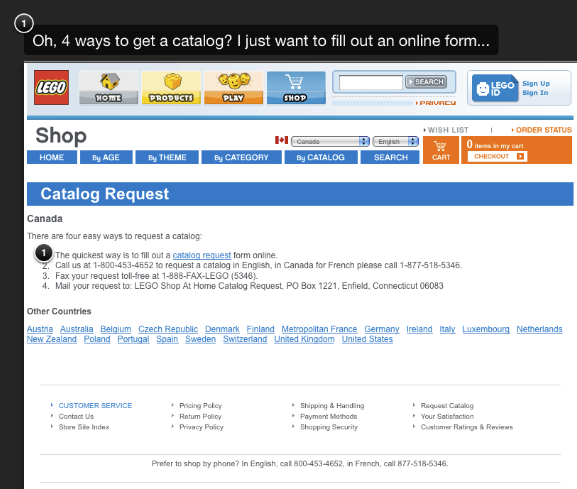 1
Oh, 4 ways to get a catalog? I just want to fill out an online form...
LEGO
HOME
PRODUCTS
PLAY
SHOP
SEARCH
PRIVACY
LEGO ID
Sign Up
Sign In
Shop
Canada
English
WISH LIST | ORDER STATUS
HOME By AGE By THEME By CATEGORY By CATALOG SEARCH
CART
0 items in my cart
CHECKOUT
Catalog Request
Canada
There are four easy ways to request a catalog:
1 The quickest way is to fill out a catalog request form online.
2. Call us at 1-800-453-4652 to request a catalog in English, in Canada for French please call 1-877-518-5346.
3. Fax your request toll-free at 1-888-FAX-LEGO (5346).
4. Mail your request to: LEGO Shop At Home Catalog Request, PO Box 1221, Enfield, Connecticut 06083
Other Countries
Austria Australia Belgium Czech Republic Denmark Finland Metropolitan France Germany Ireland Italy Luxembourg Netherlands
New Zealand Poland Portugal Spain Sweden Switzerland United Kingdom United States
CUSTOMER SERVICE Pricing Policy Shipping & Handling Request Catalog
Contact Us Return Policy Payment Methods Your Satisfaction
Store Site Index Privacy Policy Shopping Security Customer Ratings & Reviews
Prefer to shop by phone? In English, call 800-453-4652, in French, call 877-518-5346.